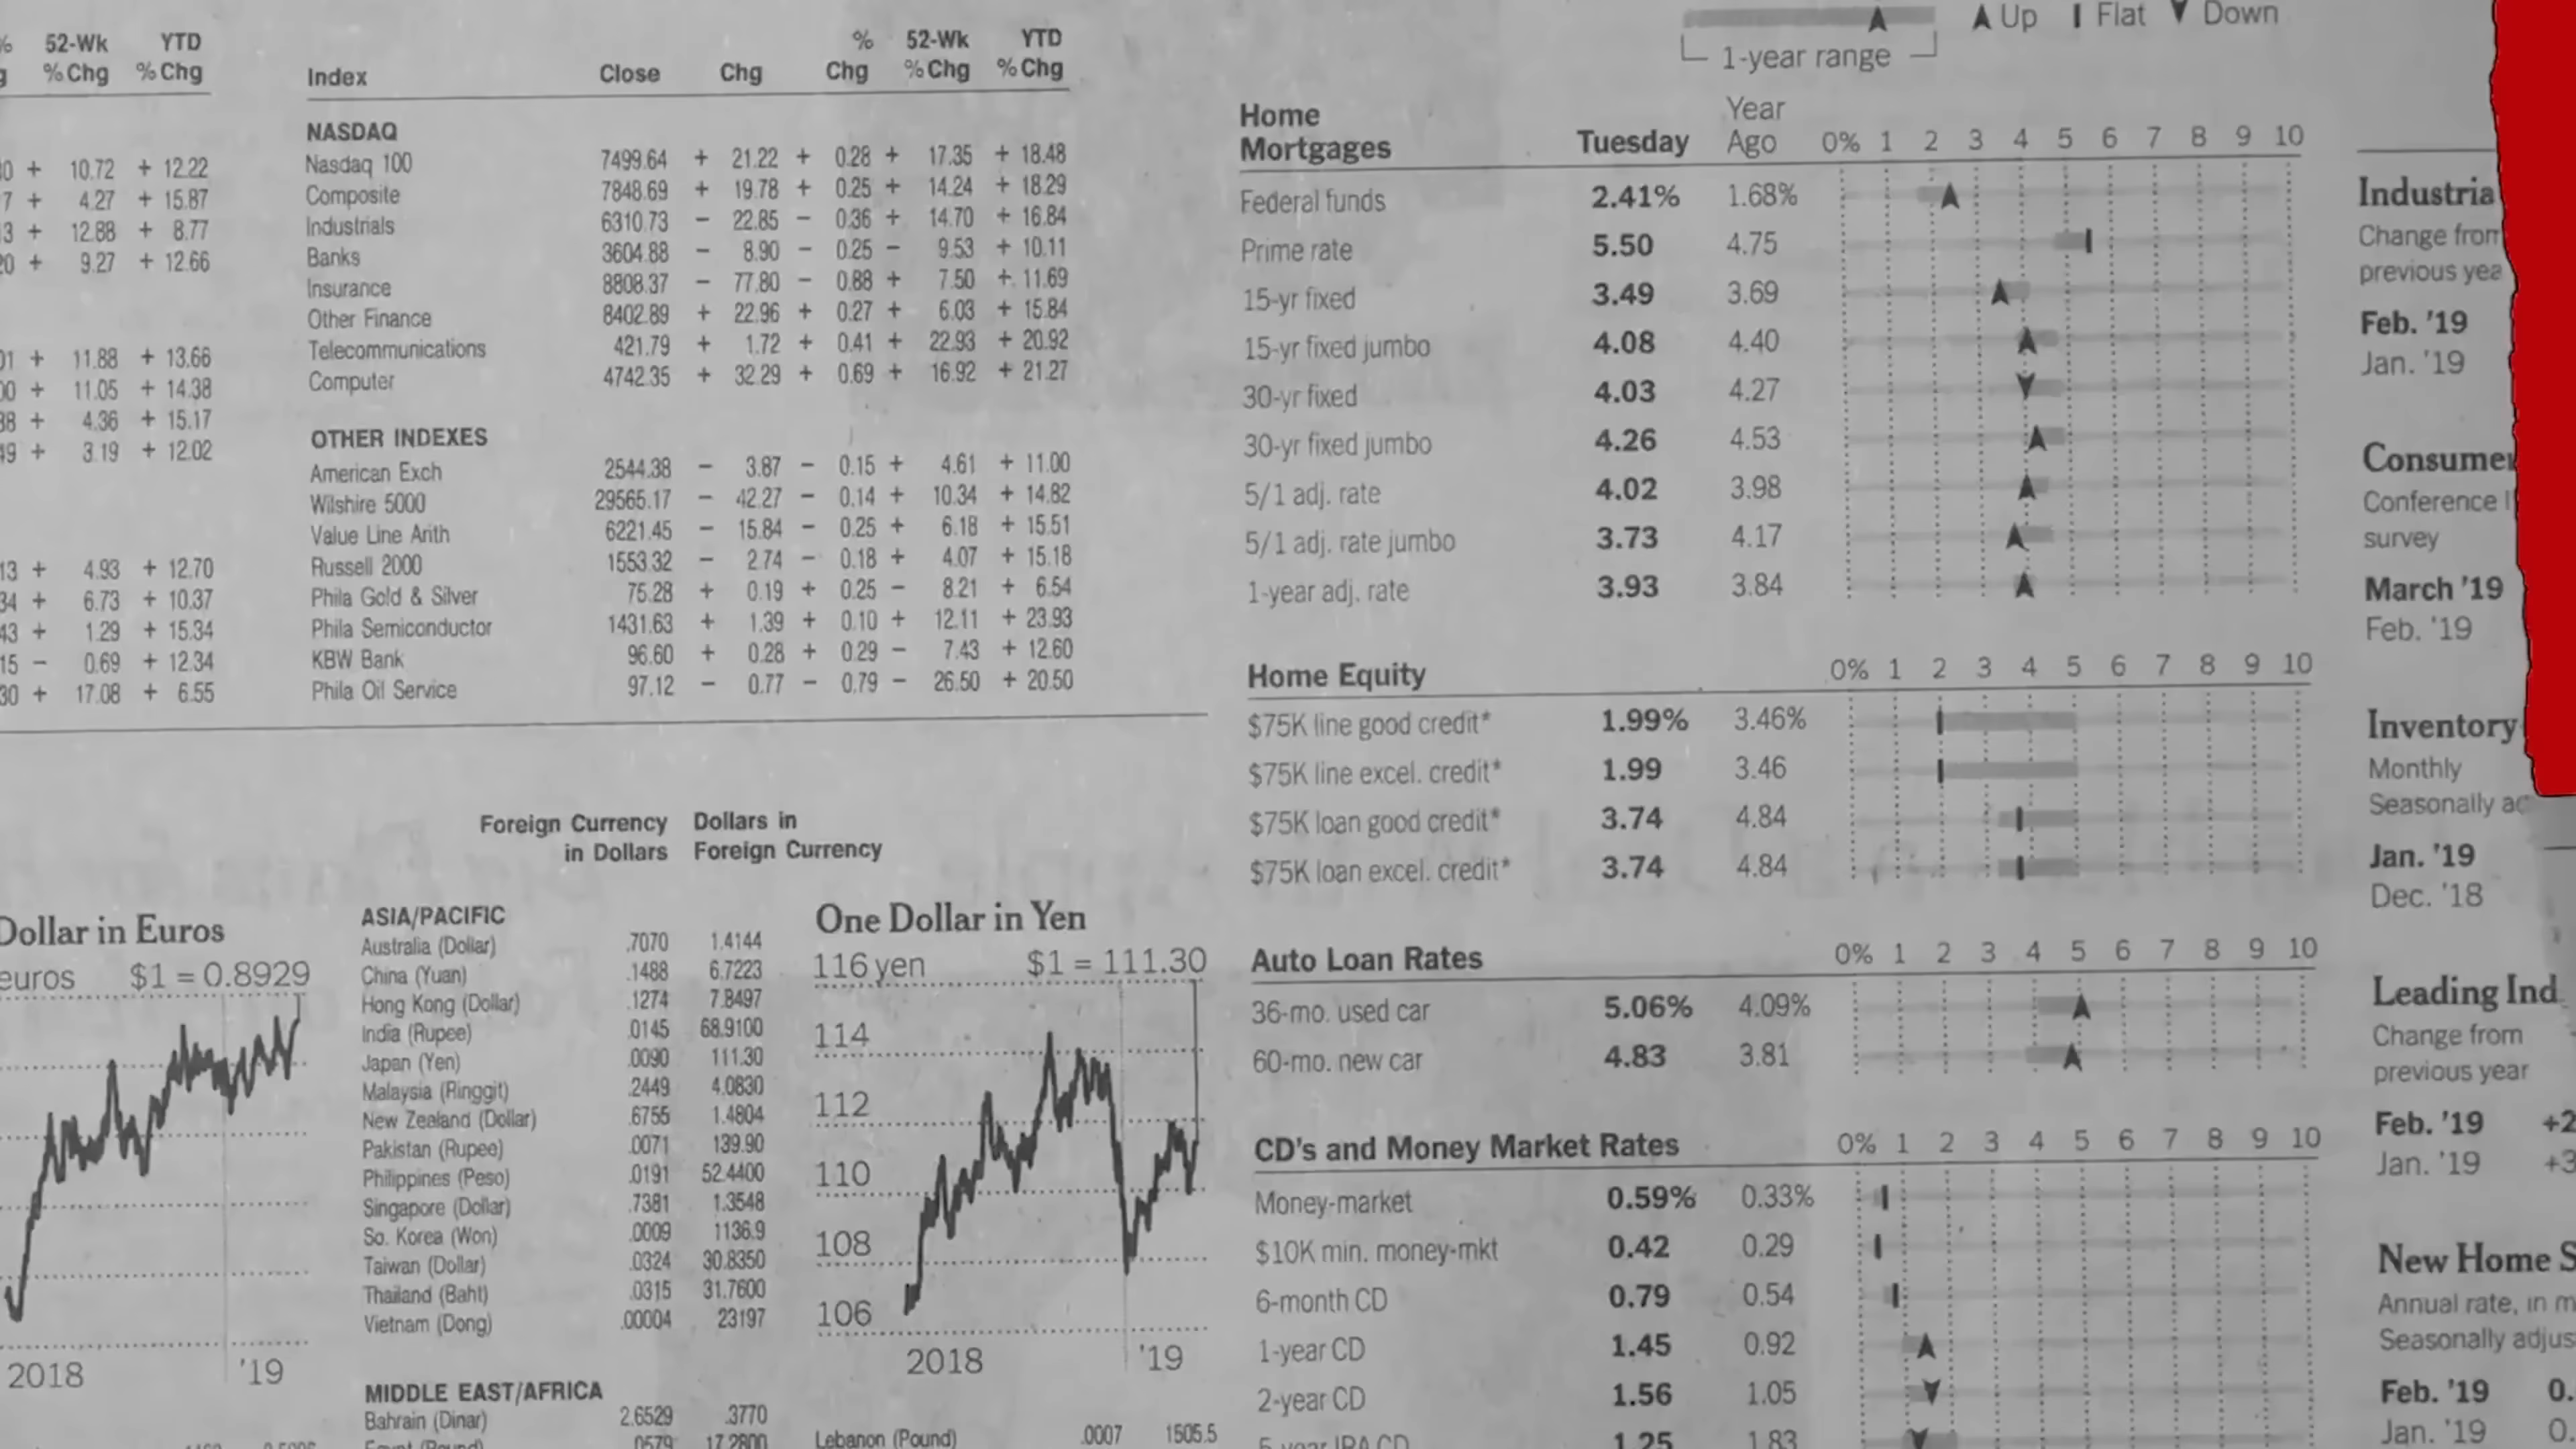 % 52-Wk YTD
% Chg % Chg
+ 10.72 + 12.22
7 + 4.27 + 15.87
3 + 12.88 + 8.77
20 + 9.27 + 12.66
01 + 11.88 + 13.66
00 + 11.05 + 14.38
38 + 4.36 + 15.17
49 + 3.19 + 12.02
13 + 4.93 + 12.70
34 + 6.73 + 10.37
43 + 1.29 + 15.34
15 − 0.69 + 12.34
30 + 17.08 + 6.55
% 52-Wk YTD
Index Close Chg Chg % Chg % Chg
NASDAQ
Nasdaq 100 7499.64 + 21.22 + 0.28 + 17.35 + 18.48
Composite 7848.69 + 19.78 + 0.25 + 14.24 + 18.29
Industrials 6310.73 − 22.85 − 0.36 + 14.70 + 16.84
Banks 3604.88 − 8.90 − 0.25 − 9.53 + 10.11
Insurance 8808.37 − 77.80 − 0.88 + 7.50 + 11.69
Other Finance 8402.89 + 22.96 + 0.27 + 6.03 + 15.84
Telecommunications 421.79 + 1.72 + 0.41 + 22.93 + 20.92
Computer 4742.35 + 32.29 + 0.69 + 16.92 + 21.27
OTHER INDEXES
American Exch 2544.38 − 3.87 − 0.15 + 4.61 + 11.00
Wilshire 5000 29565.17 − 42.27 − 0.14 + 10.34 + 14.82
Value Line Arith 6221.45 − 15.84 − 0.25 + 6.18 + 15.51
Russell 2000 1553.32 − 2.74 − 0.18 + 4.07 + 15.18
Phila Gold & Silver 75.28 + 0.19 + 0.25 − 8.21 + 6.54
Phila Semiconductor 1431.63 + 1.39 + 0.10 + 12.11 + 23.93
KBW Bank 96.60 + 0.28 + 0.29 − 7.43 + 12.60
Phila Oil Service 97.12 − 0.77 − 0.79 − 26.50 + 20.50
Dollar in Euros
euros $1 = 0.8929
2018 '19
Foreign Currency Dollars in
in Dollars Foreign Currency
ASIA/PACIFIC
Australia (Dollar) .7070 1.4144
China (Yuan) .1488 6.7223
Hong Kong (Dollar) .1274 7.8497
India (Rupee) .0145 68.9100
Japan (Yen) .0090 111.30
Malaysia (Ringgit) .2449 4.0830
New Zealand (Dollar) .6755 1.4804
Pakistan (Rupee) .0071 139.90
Philippines (Peso) .0191 52.4400
Singapore (Dollar) .7381 1.3548
So. Korea (Won) .0009 1136.9
Taiwan (Dollar) .0324 30.8350
Thailand (Baht) .0315 31.7600
Vietnam (Dong) .00004 23197
MIDDLE EAST/AFRICA
Bahrain (Dinar) 2.6529 .3770
.0579 17.2800
One Dollar in Yen
116 yen $1 = 111.30
114
112
110
108
106
2018 '19
Lebanon (Pound) .0007 1505.5
Up Flat Down
1-year range
Home Year
Mortgages Tuesday Ago 0% 1 2 3 4 5 6 7 8 9 10
Federal funds 2.41% 1.68%
Prime rate 5.50 4.75
15-yr fixed 3.49 3.69
15-yr fixed jumbo 4.08 4.40
30-yr fixed 4.03 4.27
30-yr fixed jumbo 4.26 4.53
5/1 adj. rate 4.02 3.98
5/1 adj. rate jumbo 3.73 4.17
1-year adj. rate 3.93 3.84
Home Equity 0% 1 2 3 4 5 6 7 8 9 10
$75K line good credit* 1.99% 3.46%
$75K line excel. credit* 1.99 3.46
$75K loan good credit* 3.74 4.84
$75K loan excel. credit* 3.74 4.84
Auto Loan Rates 0% 1 2 3 4 5 6 7 8 9 10
36-mo. used car 5.06% 4.09%
60-mo. new car 4.83 3.81
CD's and Money Market Rates 0% 1 2 3 4 5 6 7 8 9 10
Money-market 0.59% 0.33%
$10K min. money-mkt 0.42 0.29
6-month CD 0.79 0.54
1-year CD 1.45 0.92
2-year CD 1.56 1.05
5-year IRA CD 1.25 1.83
Industria
Change from
previous yea
Feb. '19
Jan. '19
Consumer
Conference
survey
March '19
Feb. '19
Inventory
Monthly
Seasonally
Jan. '19
Dec. '18
Leading Ind
Change from
previous year
Feb. '19 +2
Jan. '19 +3
New Home S
Annual rate, in m
Seasonally adjus
Feb. '19 0.
Jan. '19 0.